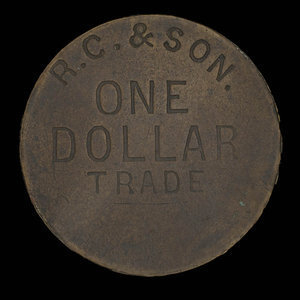 R.C. & SON.
ONE
DOLLAR
TRADE